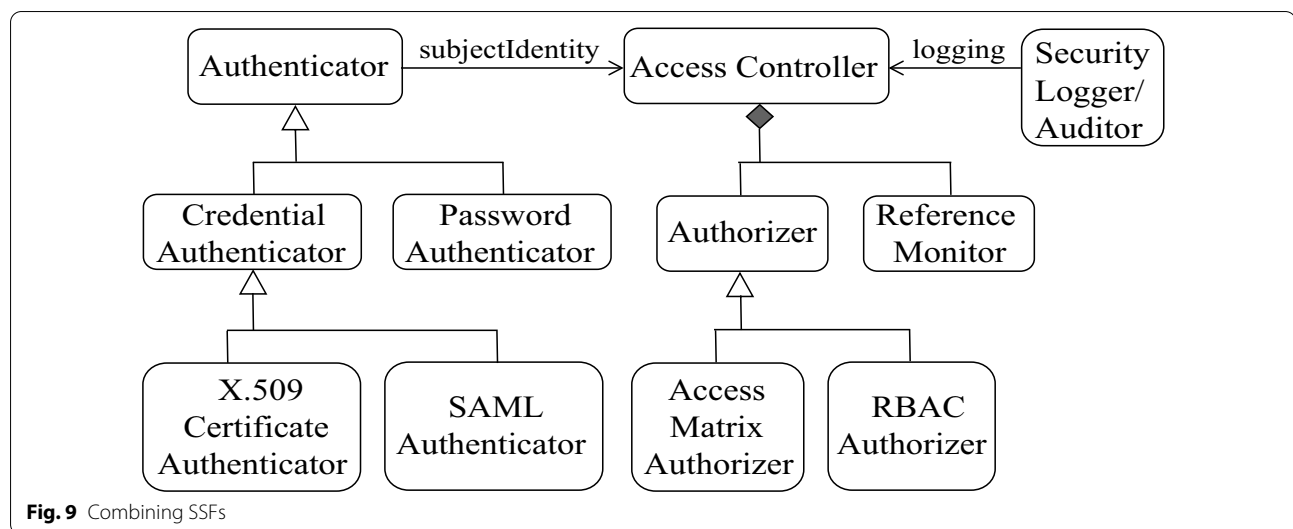 Authenticator
subjectIdentity
Access Controller
logging
Security
Logger/
Auditor
Credential
Authenticator
Password
Authenticator
Authorizer
Reference
Monitor
X.509
Certificate
Authenticator
SAML
Authenticator
Access
Matrix
Authorizer
RBAC
Authorizer
Fig. 9 Combining SSFs